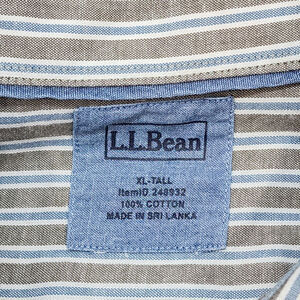 L.L.Bean
XL-TALL
ItemID 248932
100% COTTON
MADE IN SRI LANKA